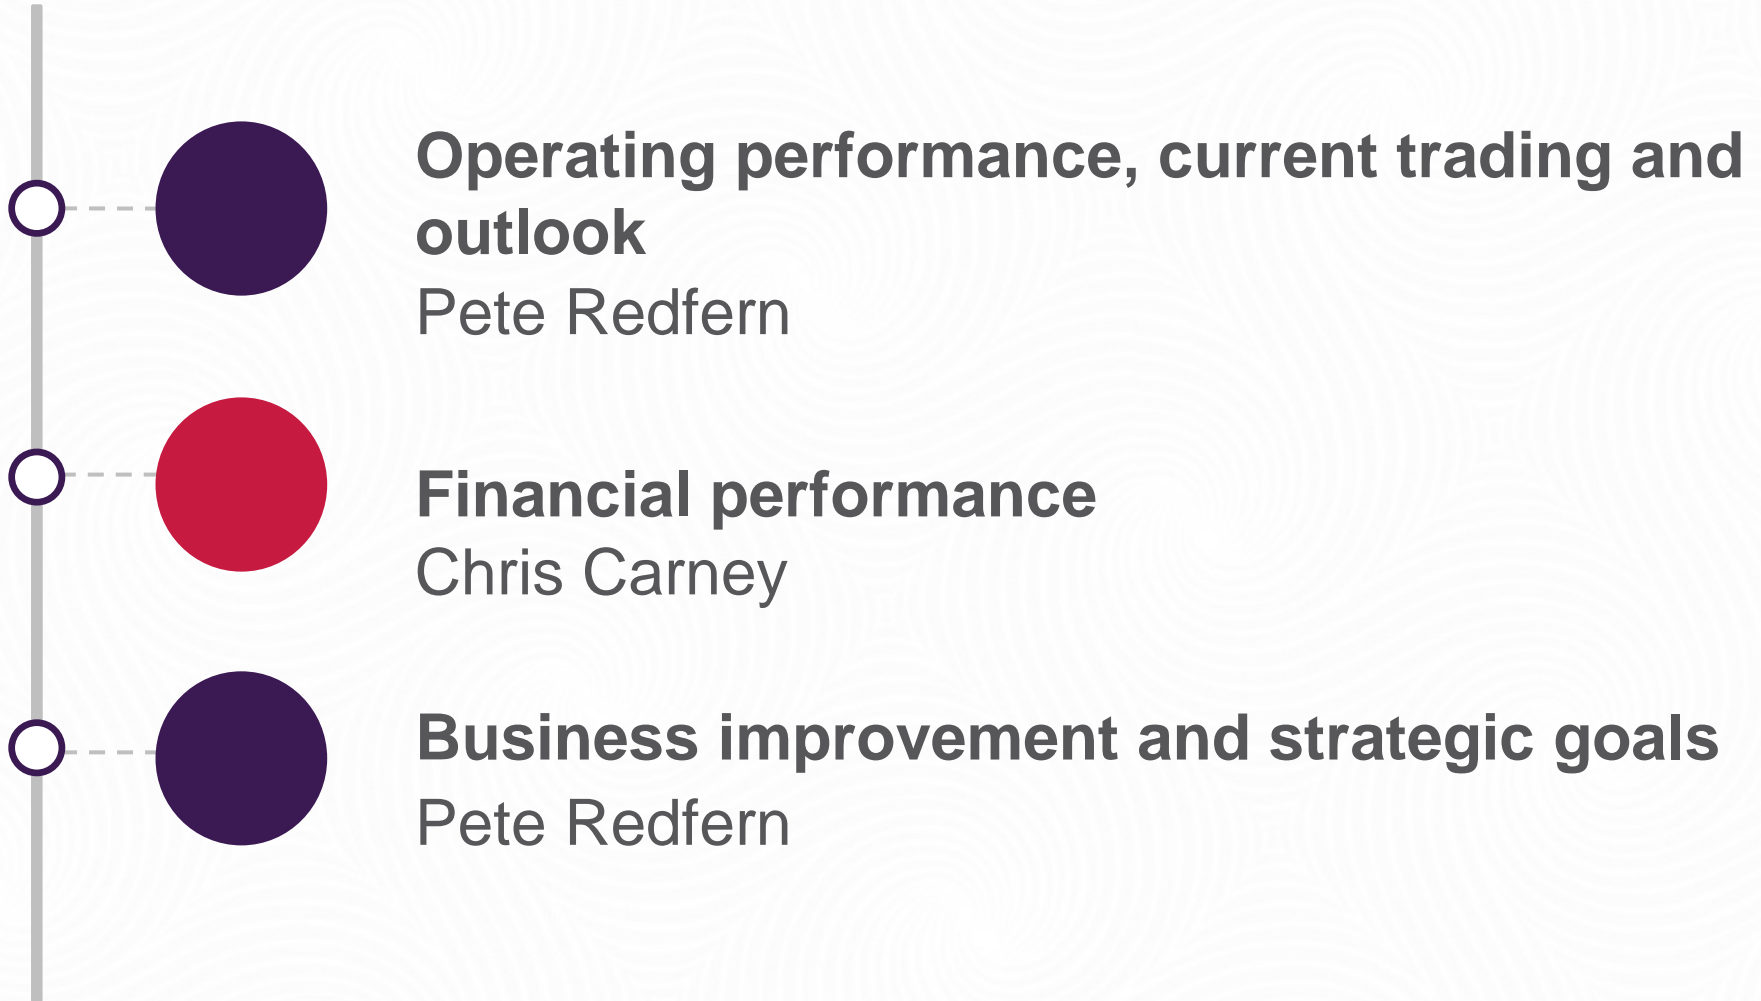 Operating performance, current trading and
outlook
Pete Redfern
Financial performance
Chris Carney
Business improvement and strategic goals
Pete Redfern